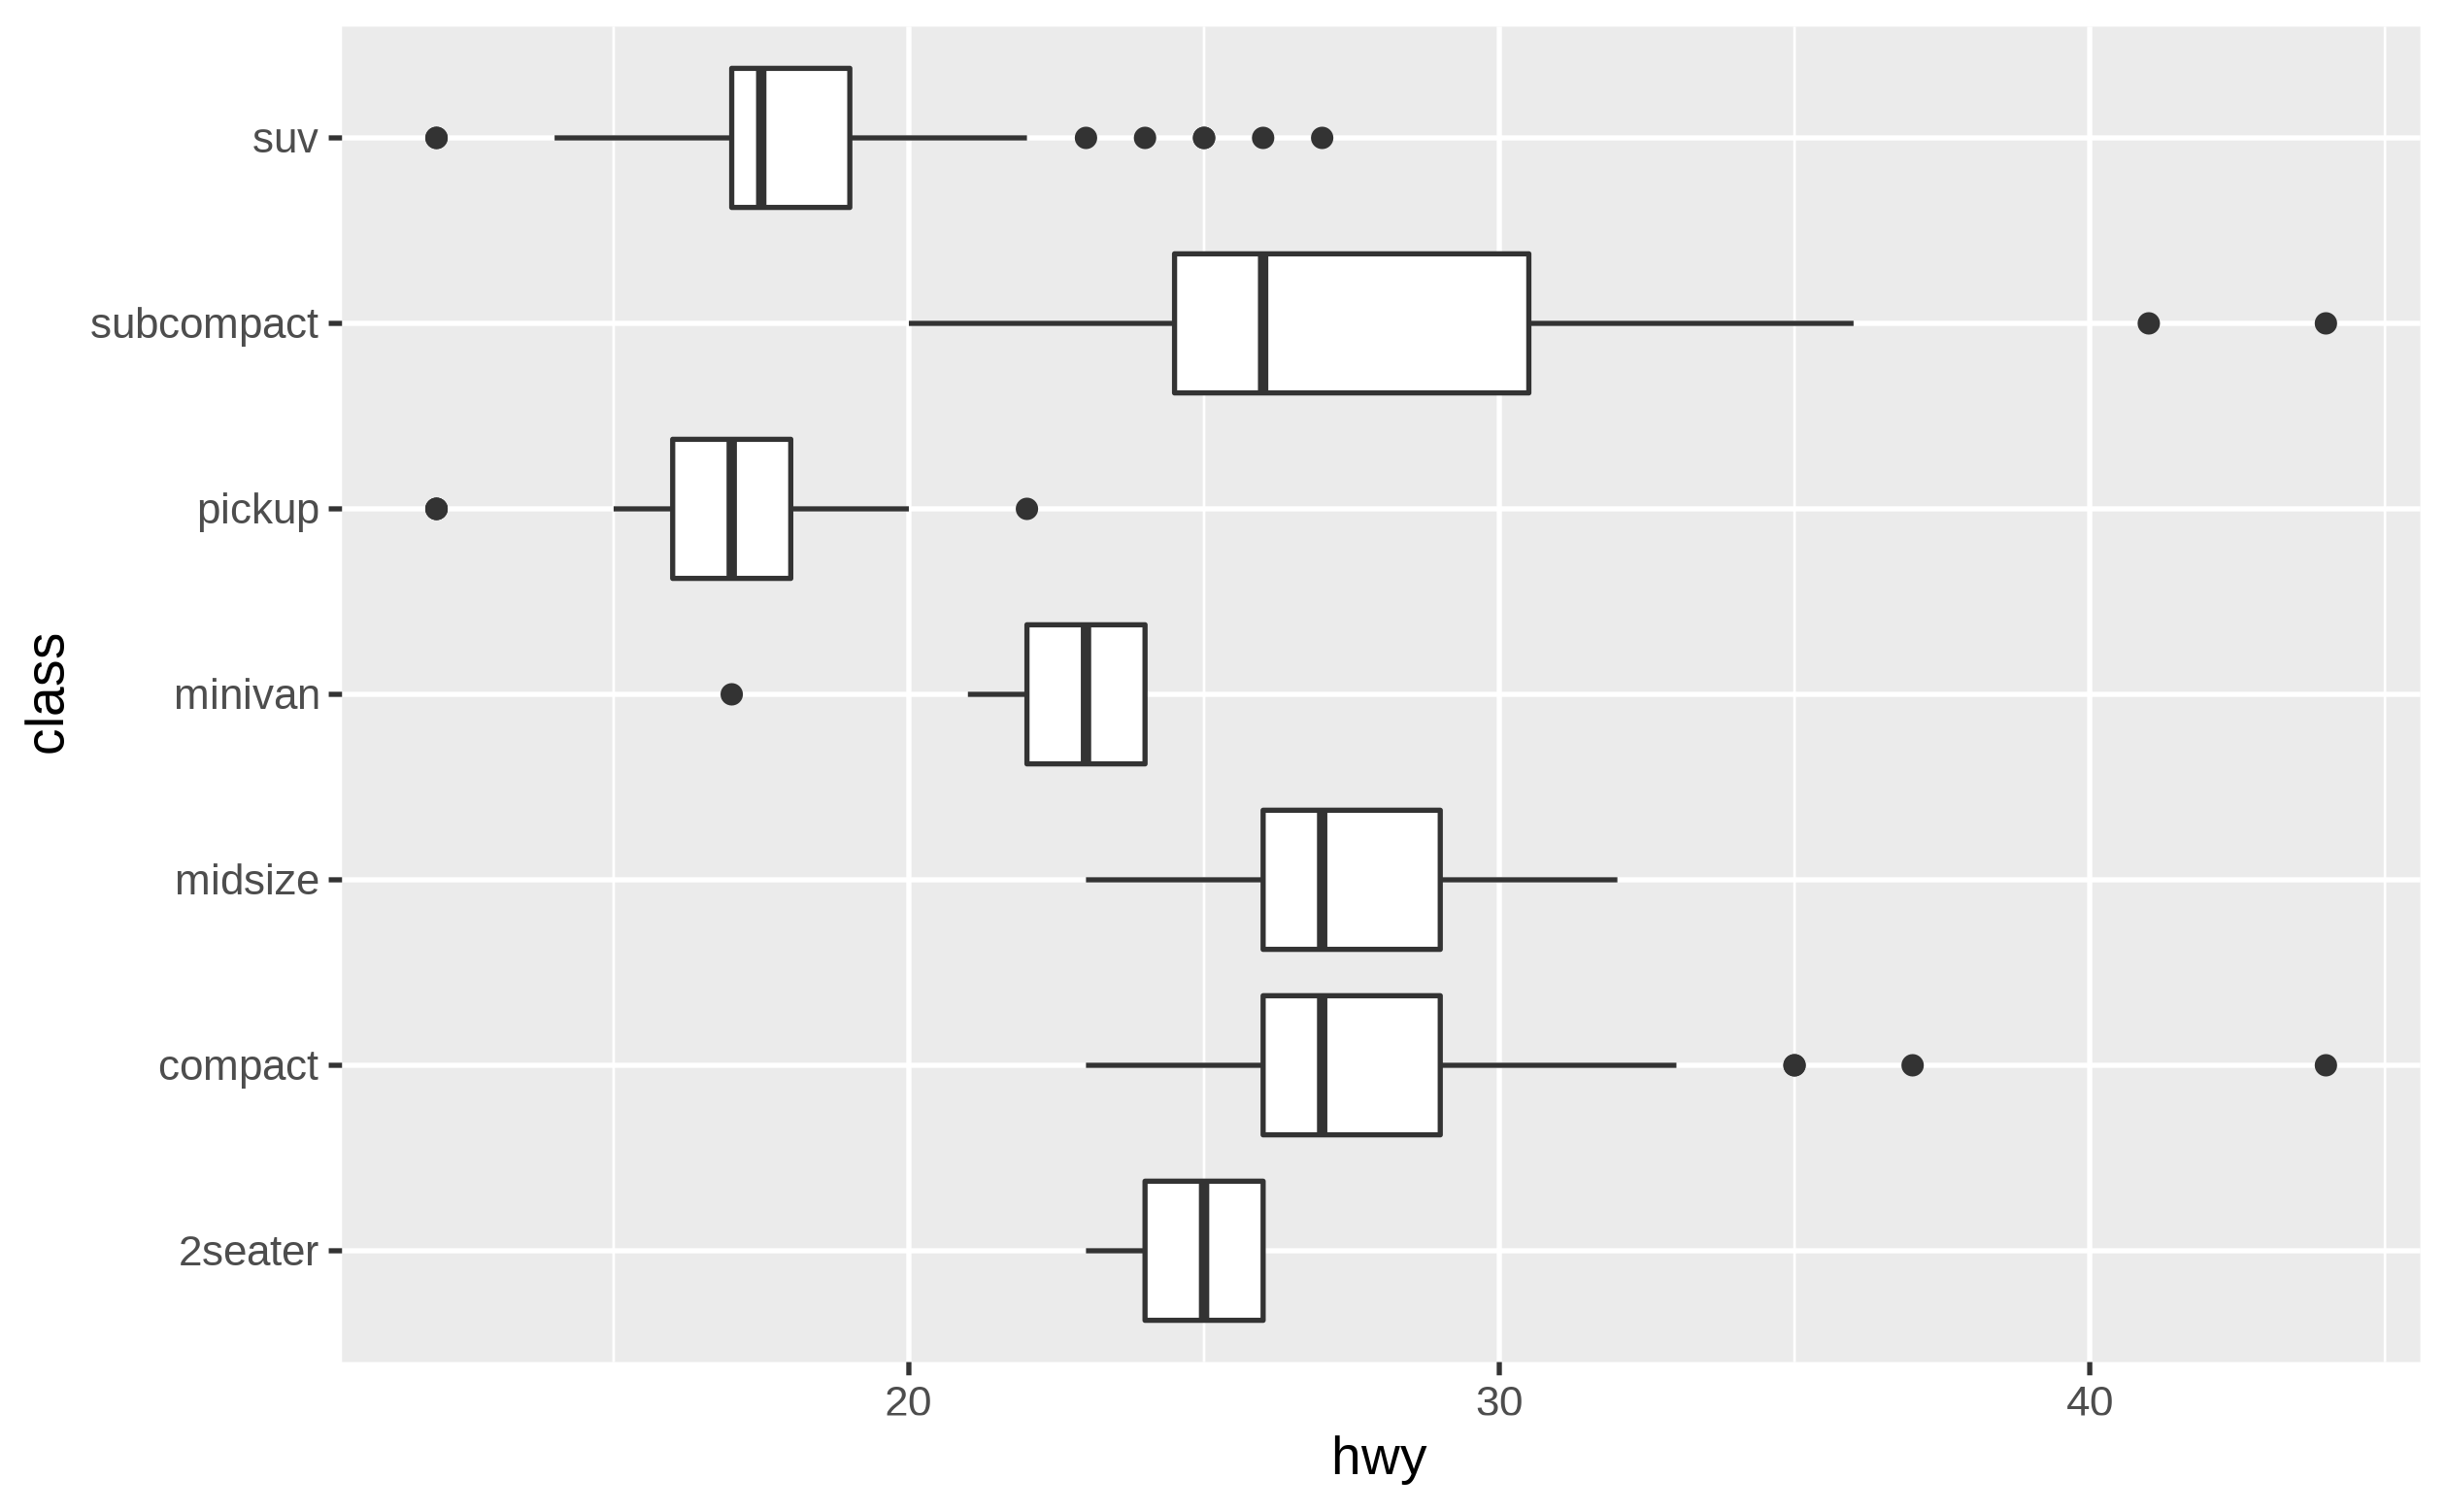 suv
subcompact
pickup
minivan
midsize
compact
2seater
class
20 30 40
hwy